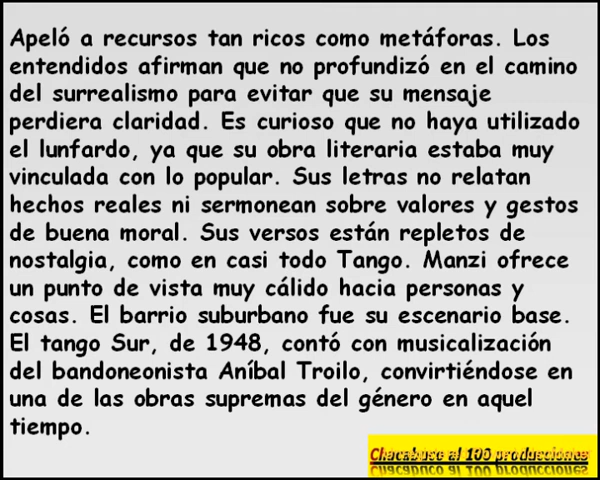 Apeló a recursos tan ricos como metáforas. Los
entendidos afirman que no profundizó en el camino
del surrealismo para evitar que su mensaje
perdiera claridad. Es curioso que no haya utilizado
el lunfardo, ya que su obra literaria estaba muy
vinculada con lo popular. Sus letras no relatan
hechos reales ni sermonean sobre valores y gestos
de buena moral. Sus versos están repletos de
nostalgia, como en casi todo Tango. Manzi ofrece
un punto de vista muy cálido hacia personas y
cosas. El barrio suburbano fue su escenario base.
El tango Sur, de 1948, contó con musicalización
del bandoneonista Aníbal Troilo, convirtiéndose en
una de las obras supremas del género en aquel
tiempo.
Chacabuco al 100 producciones